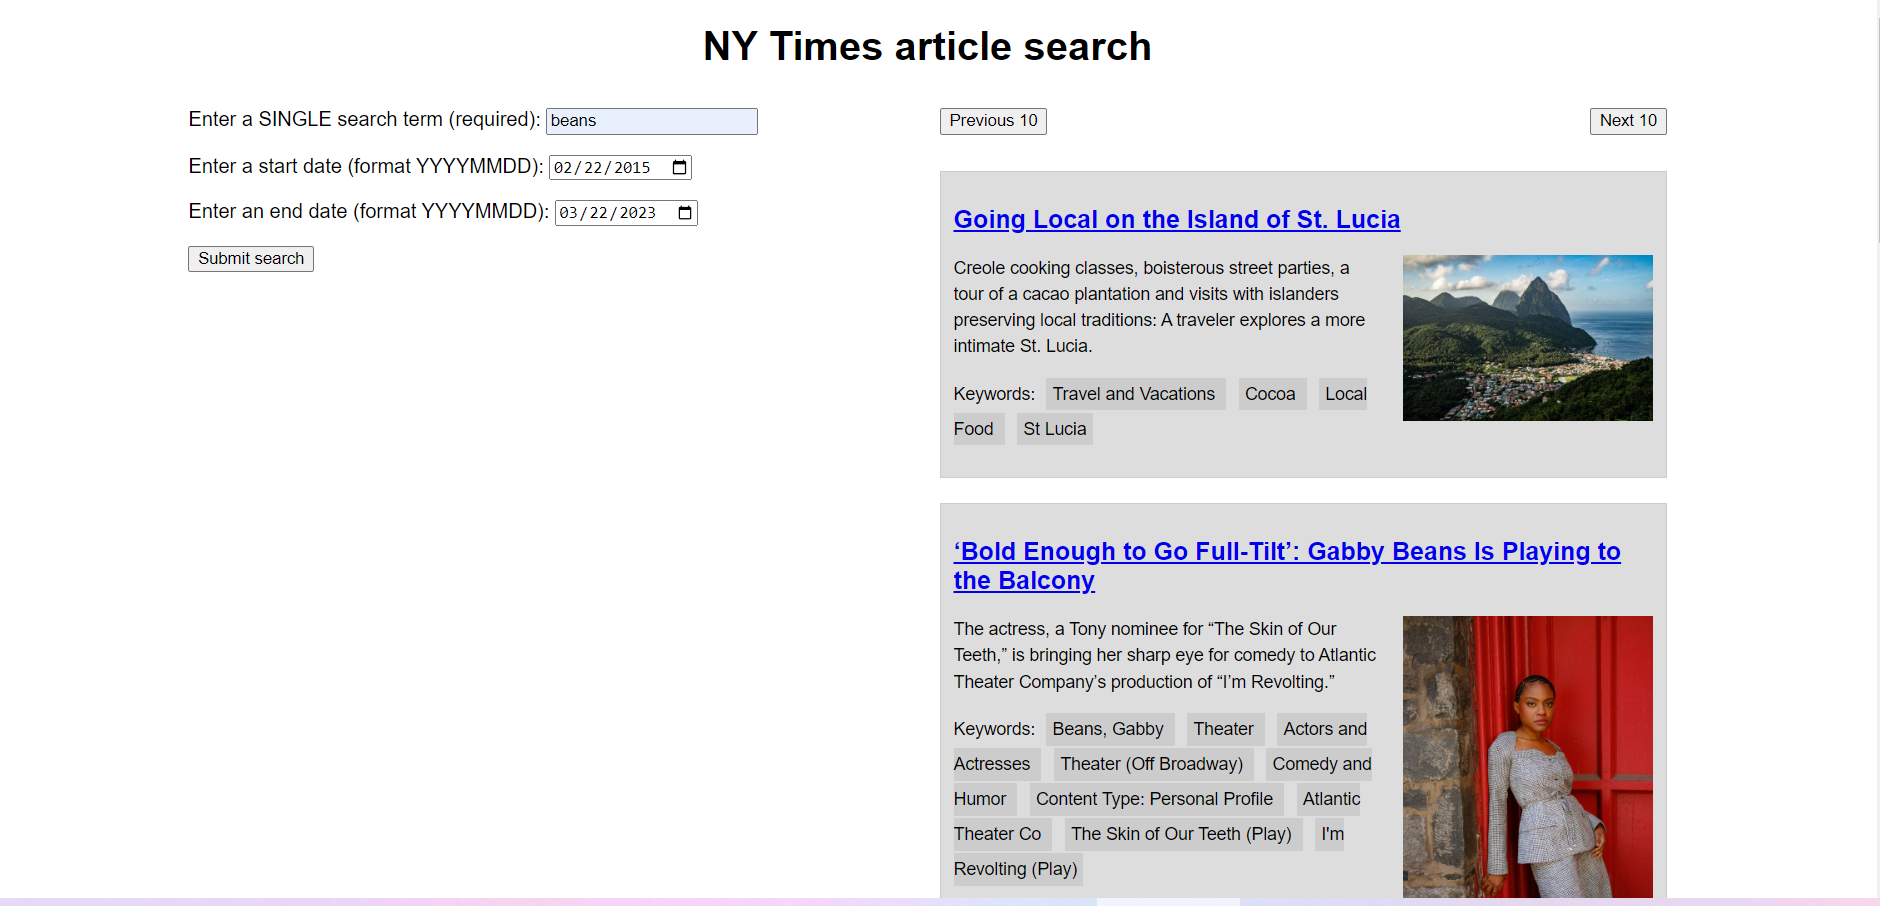 NY Times article search
Enter a SINGLE search term (required): beans
Enter a start date (format YYYYMMDD): 02/22/2015
Enter an end date (format YYYYMMDD): 03/22/2023
Submit search
Previous 10
Next 10
Going Local on the Island of St. Lucia
Creole cooking classes, boisterous street parties, a
tour of a cacao plantation and visits with islanders
preserving local traditions: A traveler explores a more
intimate St. Lucia.
Keywords: Travel and Vacations Cocoa Local
Food St Lucia
‘Bold Enough to Go Full-Tilt’: Gabby Beans Is Playing to
the Balcony
The actress, a Tony nominee for “The Skin of Our
Teeth,” is bringing her sharp eye for comedy to Atlantic
Theater Company’s production of “I’m Revolting.”
Keywords: Beans, Gabby Theater Actors and
Actresses Theater (Off Broadway) Comedy and
Humor Content Type: Personal Profile Atlantic
Theater Co The Skin of Our Teeth (Play) I'm
Revolting (Play)